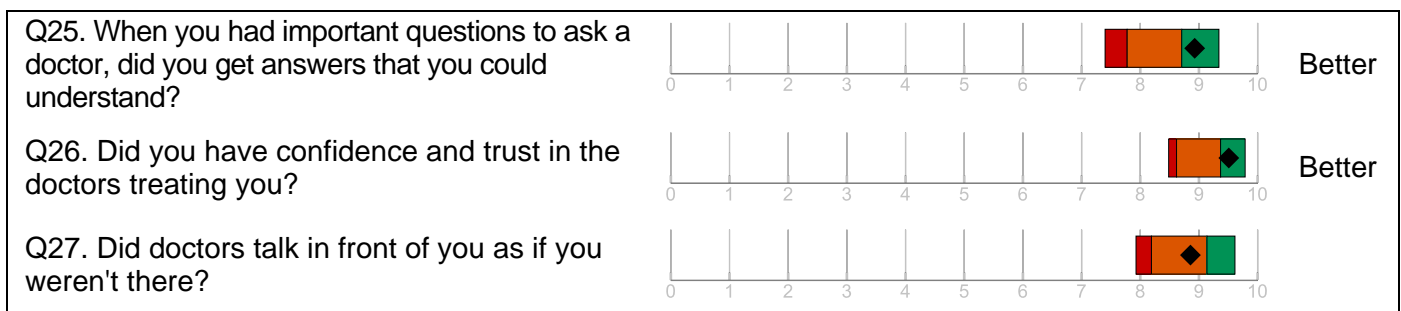 Q25. When you had important questions to ask a
doctor, did you get answers that you could
understand?
Better
0 1 2 3 4 5 6 7 8 9 10
Q26. Did you have confidence and trust in the
doctors treating you?
Better
0 1 2 3 4 5 6 7 8 9 10
Q27. Did doctors talk in front of you as if you
weren't there?
0 1 2 3 4 5 6 7 8 9 10